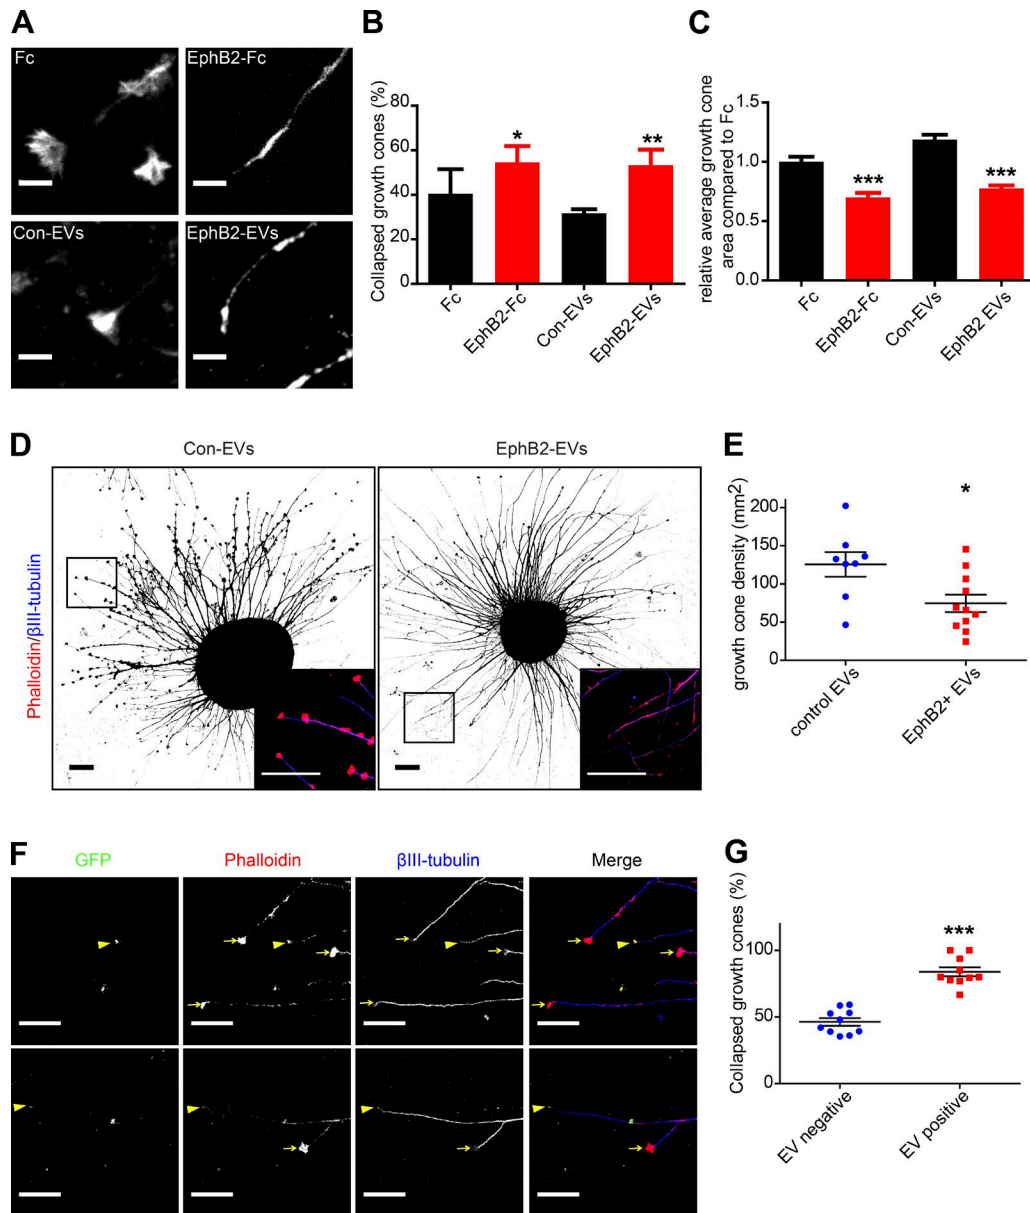 A
Fc
EphB2-Fc
Con-EVs
EphB2-EVs
B
Collapsed growth cones (%)
80
60
40
20
0
*
**
Fc
EphB2-Fc
Con-EVs
EphB2-EVs
C
relative average growth cone
area compared to Fc
1.5
1.0
0.5
0.0
***
***
Fc
EphB2-Fc
Con-EVs
EphB2 EVs
D
Con-EVs
EphB2-EVs
Phalloidin/βIII-tubulin
E
growth cone density (mm2)
200
150
100
50
0
*
control EVs
EphB2+ EVs
F
GFP
Phalloidin
βIII-tubulin
Merge
G
Collapsed growth cones (%)
100
50
0
***
EV negative
EV positive